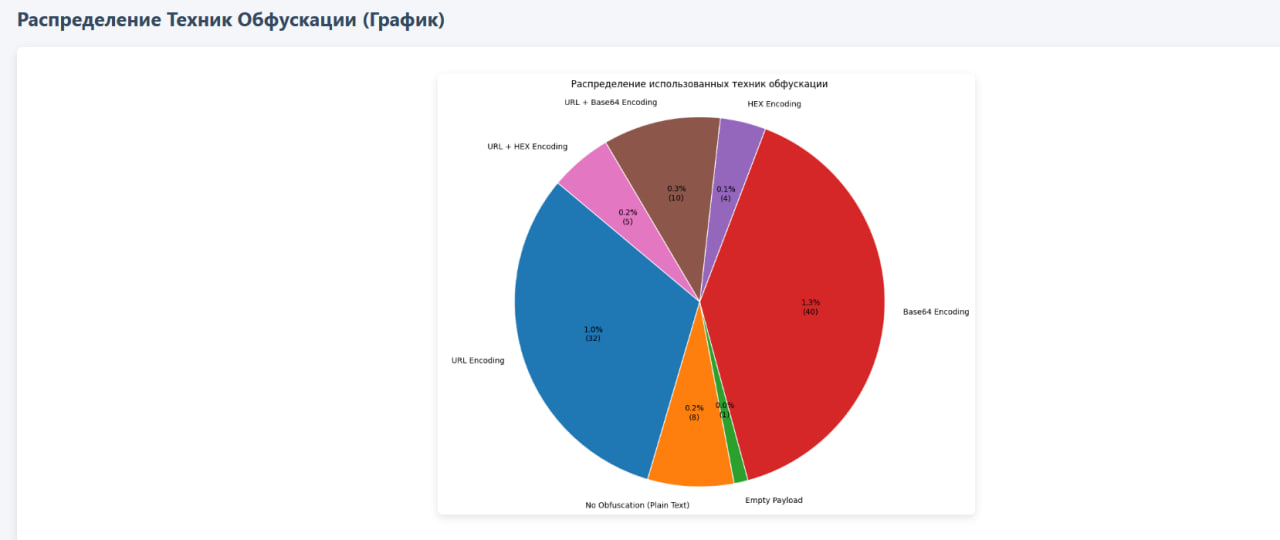 Распределение Техник Обфускации (График)
Распределение использованных техник обфускации
URL + Base64 Encoding
HEX Encoding
URL + HEX Encoding
0.3%
(10)
0.1%
(4)
0.2%
(5)
1.3%
(40)
Base64 Encoding
1.0%
(32)
URL Encoding
0.2%
(8)
0.0%
(1)
Empty Payload
No Obfuscation (Plain Text)